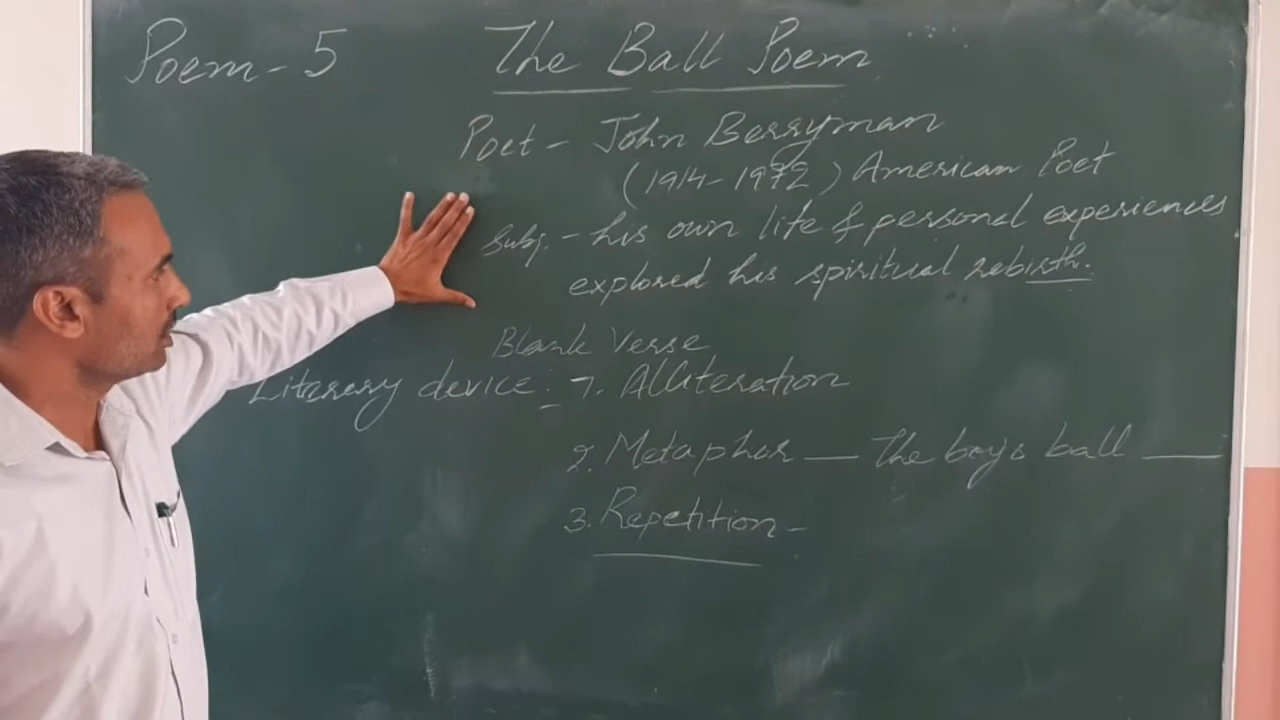 Poem - 5 The Ball Poem
Poet - John Berryman
(1914-1972) American Poet
Subj. - his own life & personal experiences
explored his spiritual rebirth.
Blank Verse
Literary device : 1. Alliteration
2. Metaphor — The boy's ball —
3. Repetition -